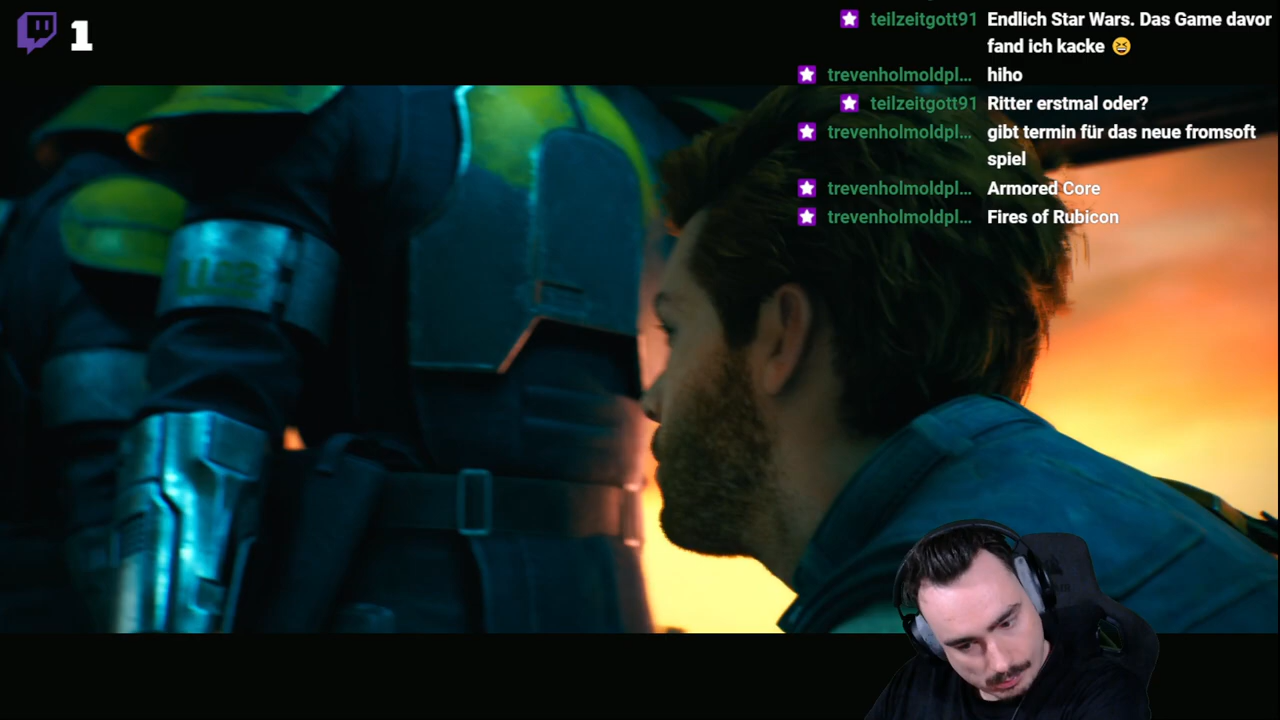 1
teilzeitgott91 Endlich Star Wars. Das Game davor
fand ich kacke 😆
trevenholmoldpl... hiho
teilzeitgott91 Ritter erstmal oder?
trevenholmoldpl... gibt termin für das neue fromsoft
spiel
trevenholmoldpl... Armored Core
trevenholmoldpl... Fires of Rubicon